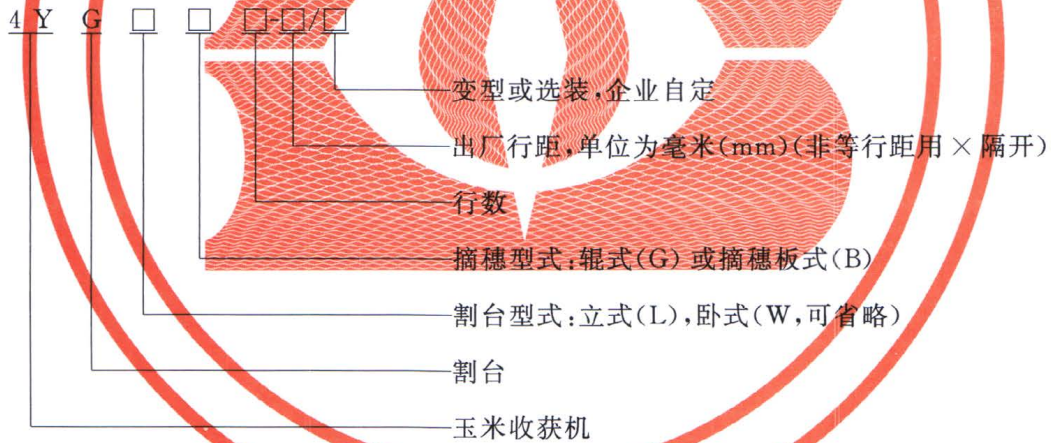 4 Y G □ □ □-□/□
变型或选装,企业自定
出厂行距,单位为毫米(mm)(非等行距用×隔开)
行数
摘穗型式:辊式(G)或摘穗板式(B)
割台型式:立式(L),卧式(W,可省略)
割台
玉米收获机